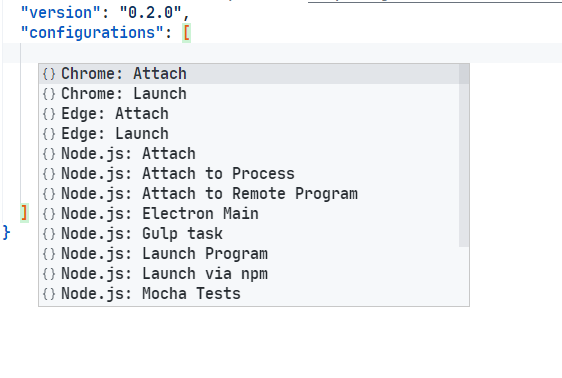 "version": "0.2.0",
"configurations": [
{} Chrome: Attach
{} Chrome: Launch
{} Edge: Attach
{} Edge: Launch
{} Node.js: Attach
{} Node.js: Attach to Process
{} Node.js: Attach to Remote Program
{} Node.js: Electron Main
{} Node.js: Gulp task
{} Node.js: Launch Program
{} Node.js: Launch via npm
{} Node.js: Mocha Tests
]
}